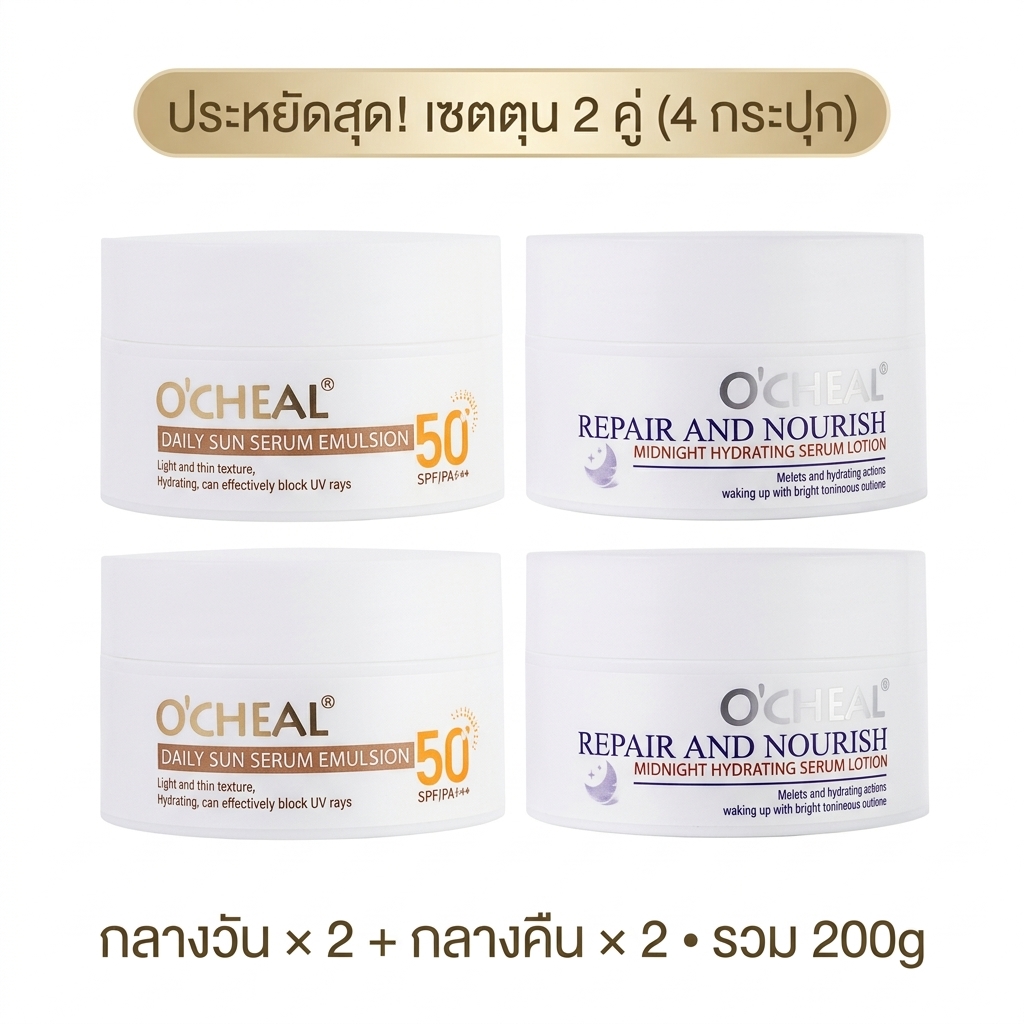 ประหยัดสุด! เซตตุน 2 คู่ (4 กระปุก)
O'CHEAL®
DAILY SUN SERUM EMULSION
50
SPF/PA+++
Light and thin texture,
Hydrating, can effectively block UV rays
O'CHEAL®
REPAIR AND NOURISH
MIDNIGHT HYDRATING SERUM LOTION
Melets and hydrating actions
waking up with bright toninoous outione
O'CHEAL®
DAILY SUN SERUM EMULSION
50
SPF/PA+++
Light and thin texture,
Hydrating, can effectively block UV rays
O'CHEAL®
REPAIR AND NOURISH
MIDNIGHT HYDRATING SERUM LOTION
Melets and hydrating actions
waking up with bright tonineous outione
กลางวัน × 2 + กลางคืน × 2 • รวม 200g